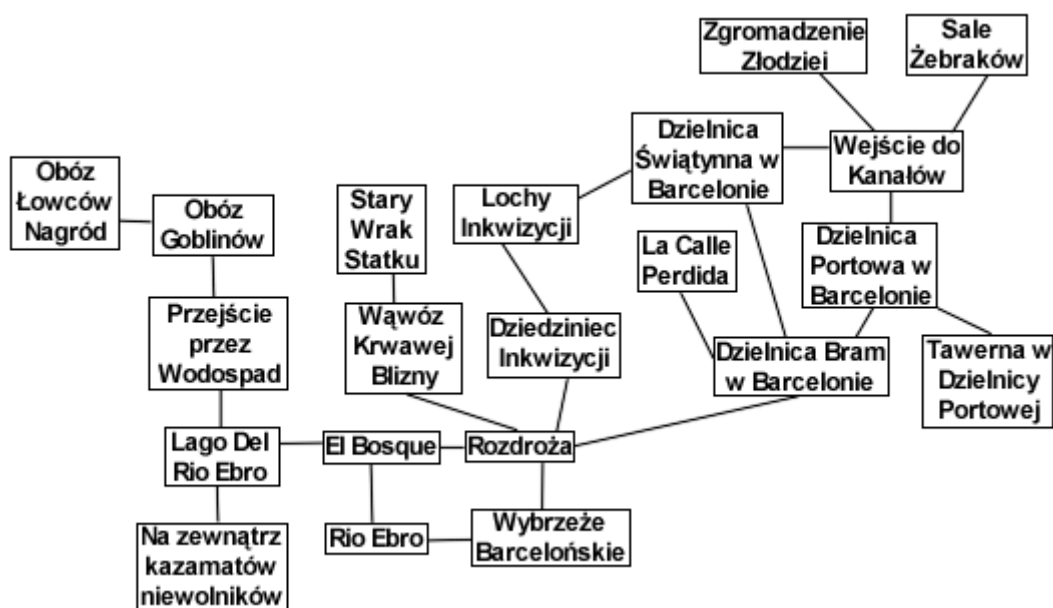 Zgromadzenie
Złodziei
Sale
Żebraków
Dzielnica
Świątynna w
Barcelonie
Wejście do
Kanałów
Obóz
Łowców
Nagród
Obóz
Goblinów
Stary
Wrak
Statku
Lochy
Inkwizycji
La Calle
Perdida
Dzielnica
Portowa w
Barcelonie
Przejście
przez
Wodospad
Wąwóz
Krwawej
Blizny
Dziedziniec
Inkwizycji
Dzielnica Bram
w Barcelonie
Tawerna w
Dzielnicy
Portowej
Lago Del
Rio Ebro
El Bosque
Rozdroża
Na zewnątrz
kazamatów
niewolników
Rio Ebro
Wybrzeże
Barcelońskie